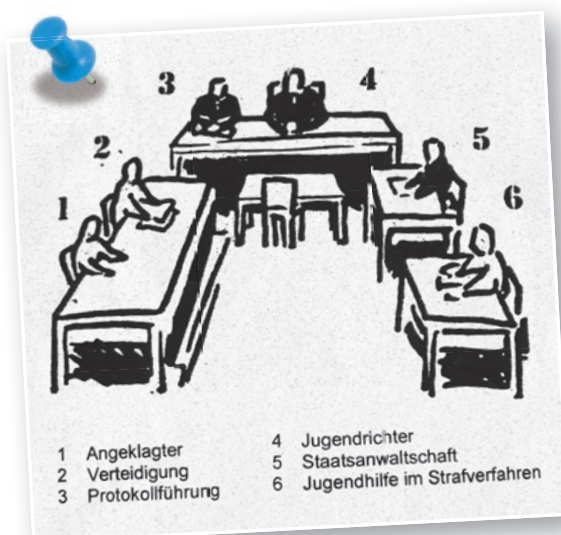 3
4
2
5
1
6
1 Angeklagter
2 Verteidigung
3 Protokollführung
4 Jugendrichter
5 Staatsanwaltschaft
6 Jugendhilfe im Strafverfahren